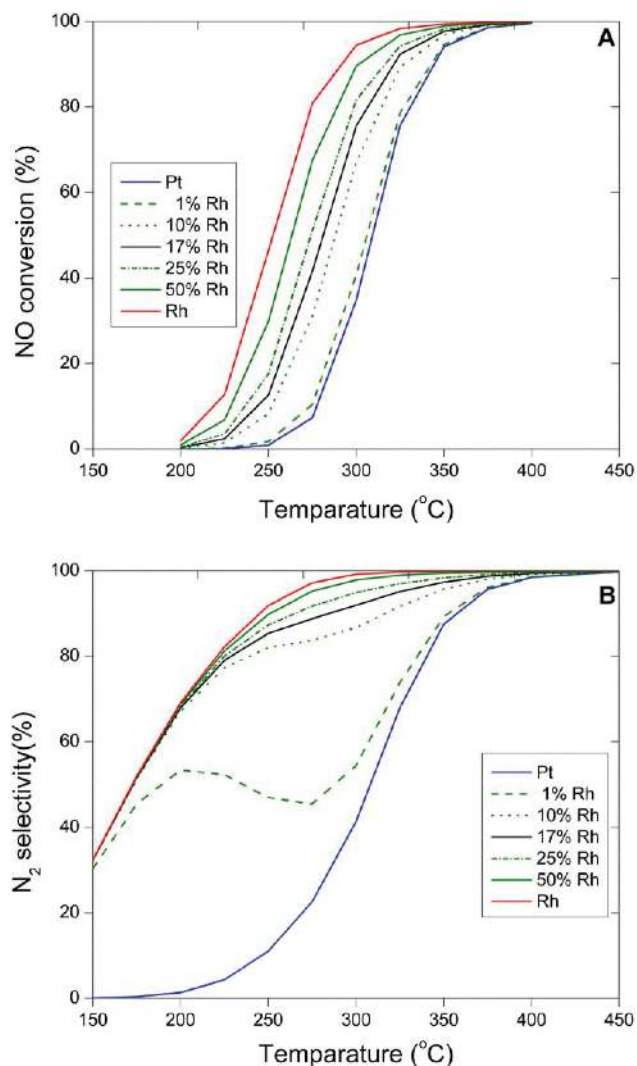 A
NO conversion (%)
100
80
60
40
20
0
Pt
1% Rh
10% Rh
17% Rh
25% Rh
50% Rh
Rh
150 200 250 300 350 400 450
Temparature (°C)
B
N₂ selectivity(%)
100
80
60
40
20
0
Pt
1% Rh
10% Rh
17% Rh
25% Rh
50% Rh
Rh
150 200 250 300 350 400 450
Temparature (°C)